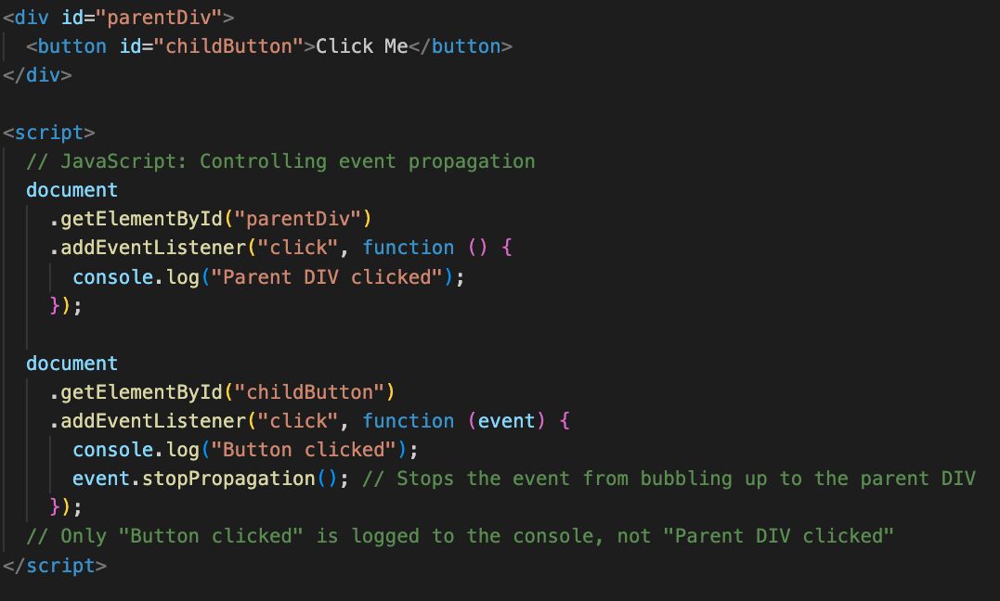 <div id="parentDiv">
  <button id="childButton">Click Me</button>
</div>

<script>
  // JavaScript: Controlling event propagation
  document
    .getElementById("parentDiv")
    .addEventListener("click", function () {
      console.log("Parent DIV clicked");
    });

  document
    .getElementById("childButton")
    .addEventListener("click", function (event) {
      console.log("Button clicked");
      event.stopPropagation(); // Stops the event from bubbling up to the parent DIV
    });
  // Only "Button clicked" is logged to the console, not "Parent DIV clicked"
</script>